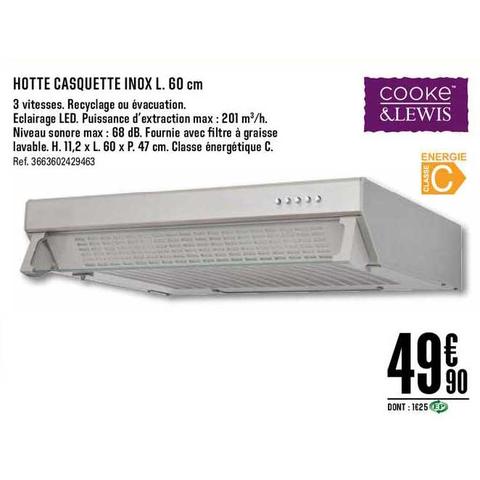 HOTTE CASQUETTE INOX L. 60 cm
3 vitesses. Recyclage ou évacuation.
Eclairage LED. Puissance d'extraction max : 201 m³/h.
Niveau sonore max : 68 dB. Fournie avec filtre à graisse
lavable. H. 11,2 x L. 60 x P. 47 cm. Classe énergétique C.
Ref. 3663602429463
COOKE™
&LEWIS
ENERGIE
CLASSE
C
49€90
DONT : 1€25